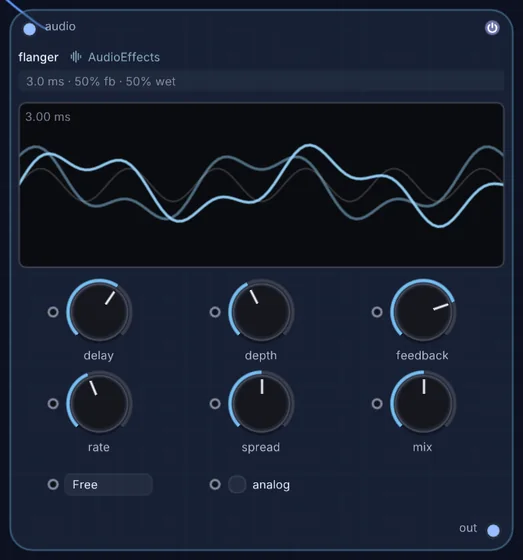 audio
flanger AudioEffects
3.0 ms · 50% fb · 50% wet
3.00 ms
delay depth feedback
rate spread mix
Free analog
out